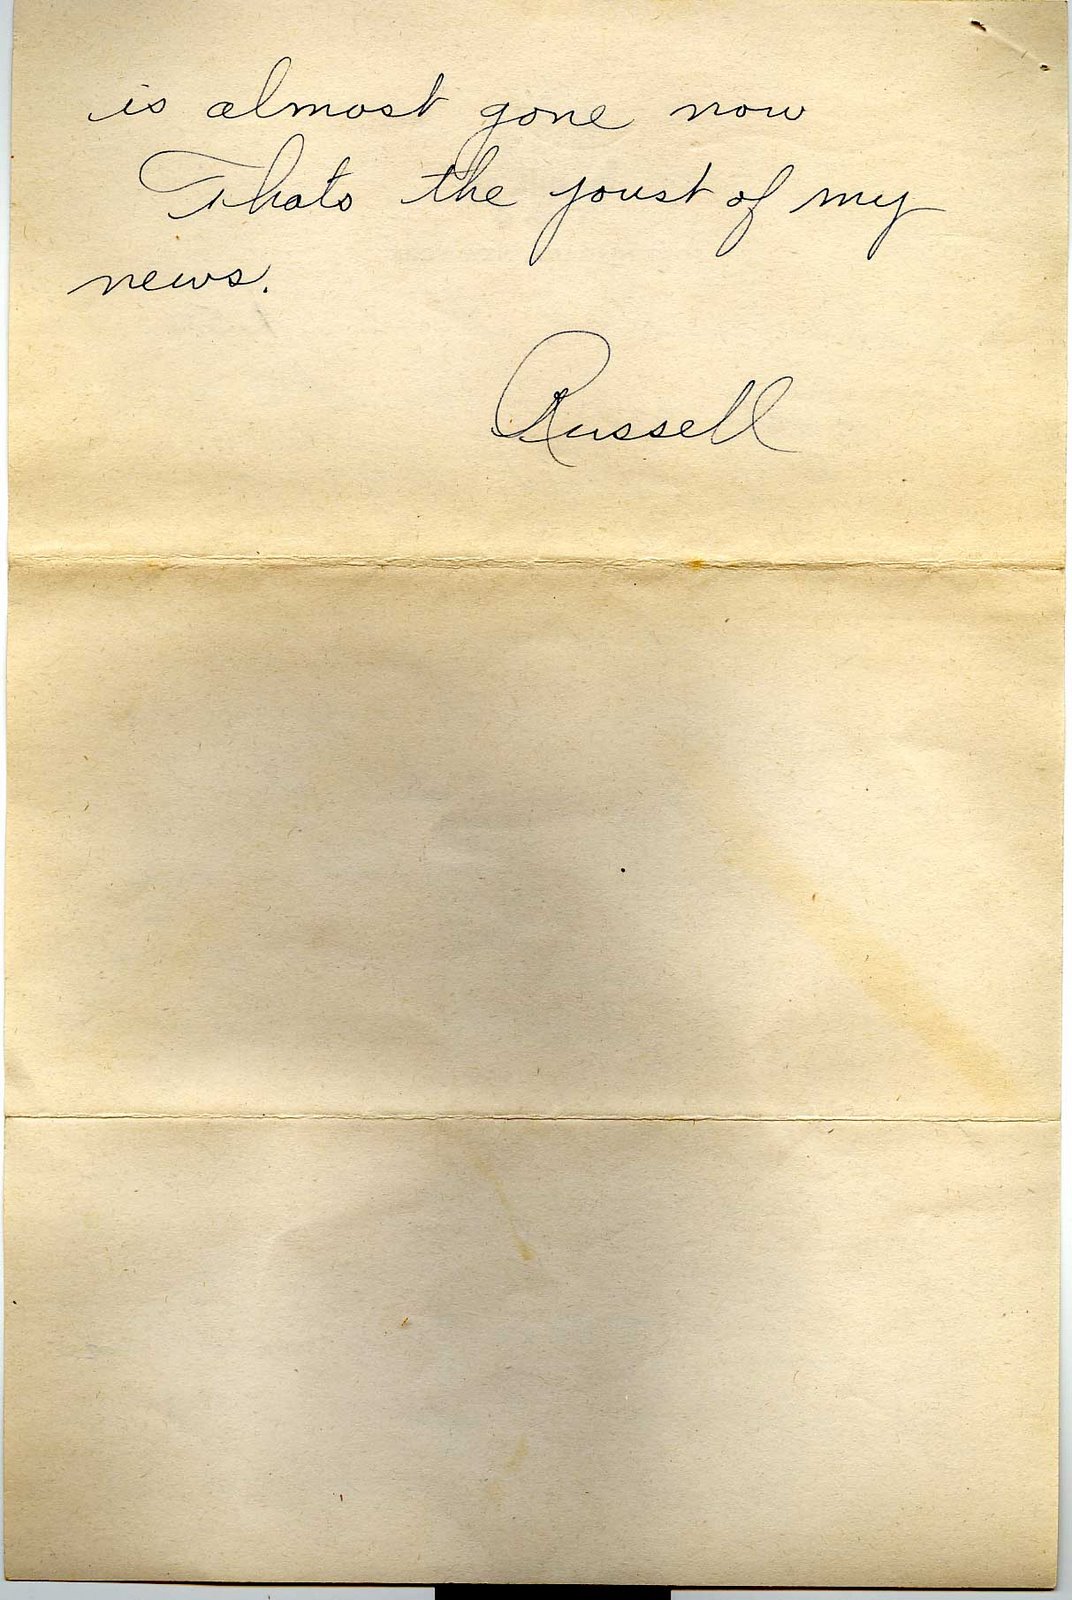 is almost gone now
Thats the joust of my
news.
Russell